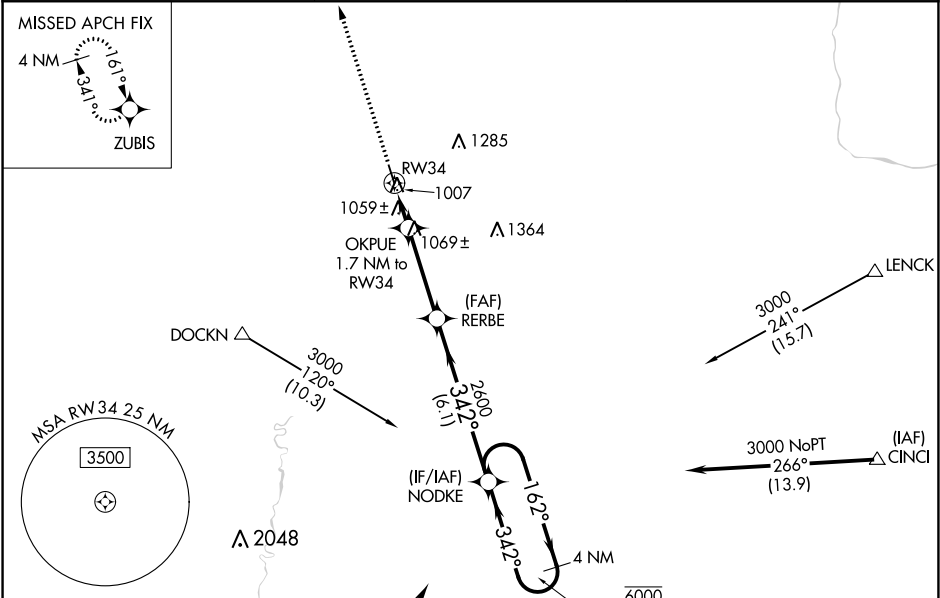 MISSED APCH FIX
4 NM
161°
341°
ZUBIS
1285
RW34
1007
1059±
1069±
1364
OKPUE
1.7 NM to
RW34
LENCK
3000
241°
(15.7)
(FAF)
RERBE
DOCKN
3000
120°
(10.3)
2600
342°
(6.1)
MSA RW34 25 NM
3500
3000 NoPT
266°
(13.9)
(IAF)
CINCI
(IF/IAF)
NODKE
162°
342°
4 NM
2048
6000